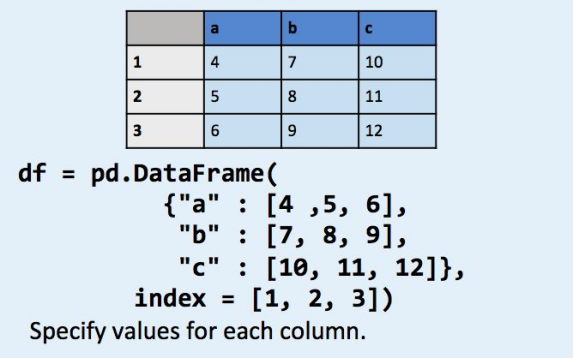 a b c
1 4 7 10
2 5 8 11
3 6 9 12
df = pd.DataFrame(
{"a" : [4 ,5, 6],
"b" : [7, 8, 9],
"c" : [10, 11, 12]},
index = [1, 2, 3])
Specify values for each column.